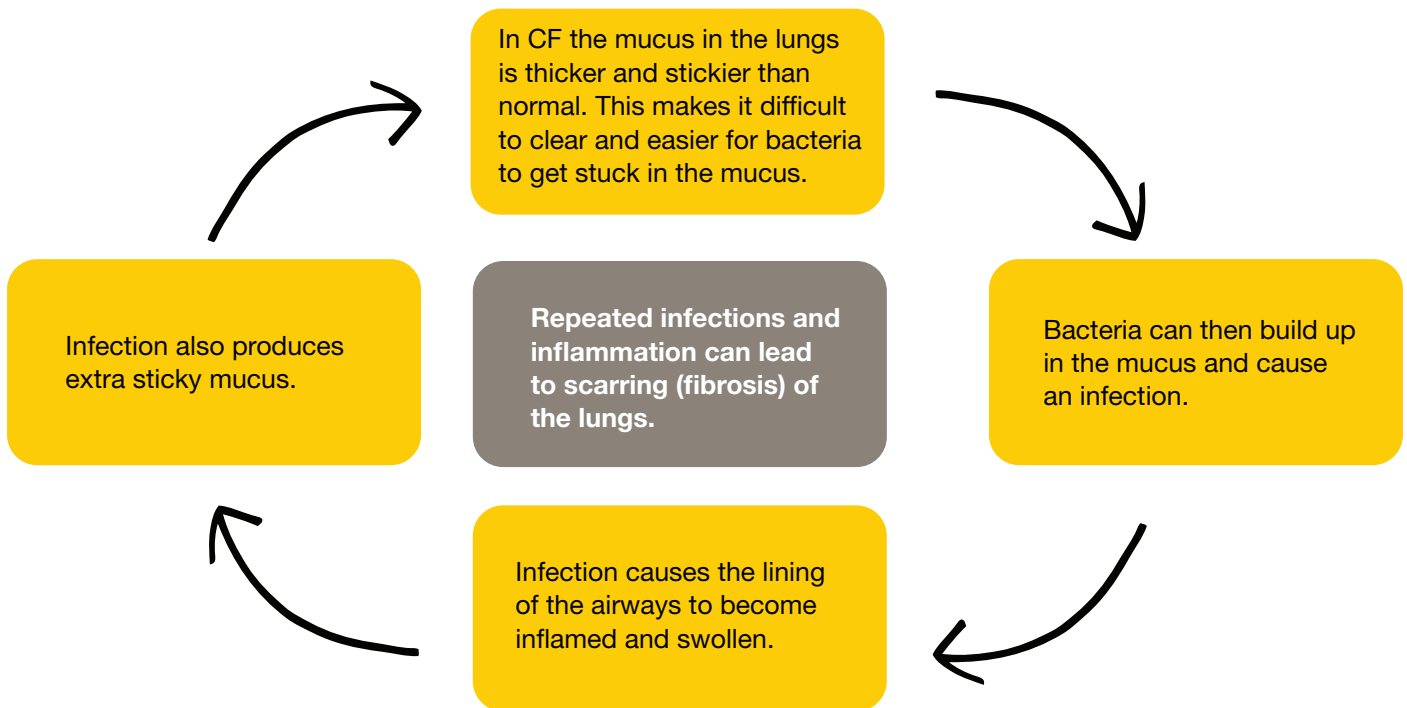 In CF the mucus in the lungs
is thicker and stickier than
normal. This makes it difficult
to clear and easier for bacteria
to get stuck in the mucus.
Bacteria can then build up
in the mucus and cause
an infection.
Infection causes the lining
of the airways to become
inflamed and swollen.
Infection also produces
extra sticky mucus.
Repeated infections and
inflammation can lead
to scarring (fibrosis) of
the lungs.